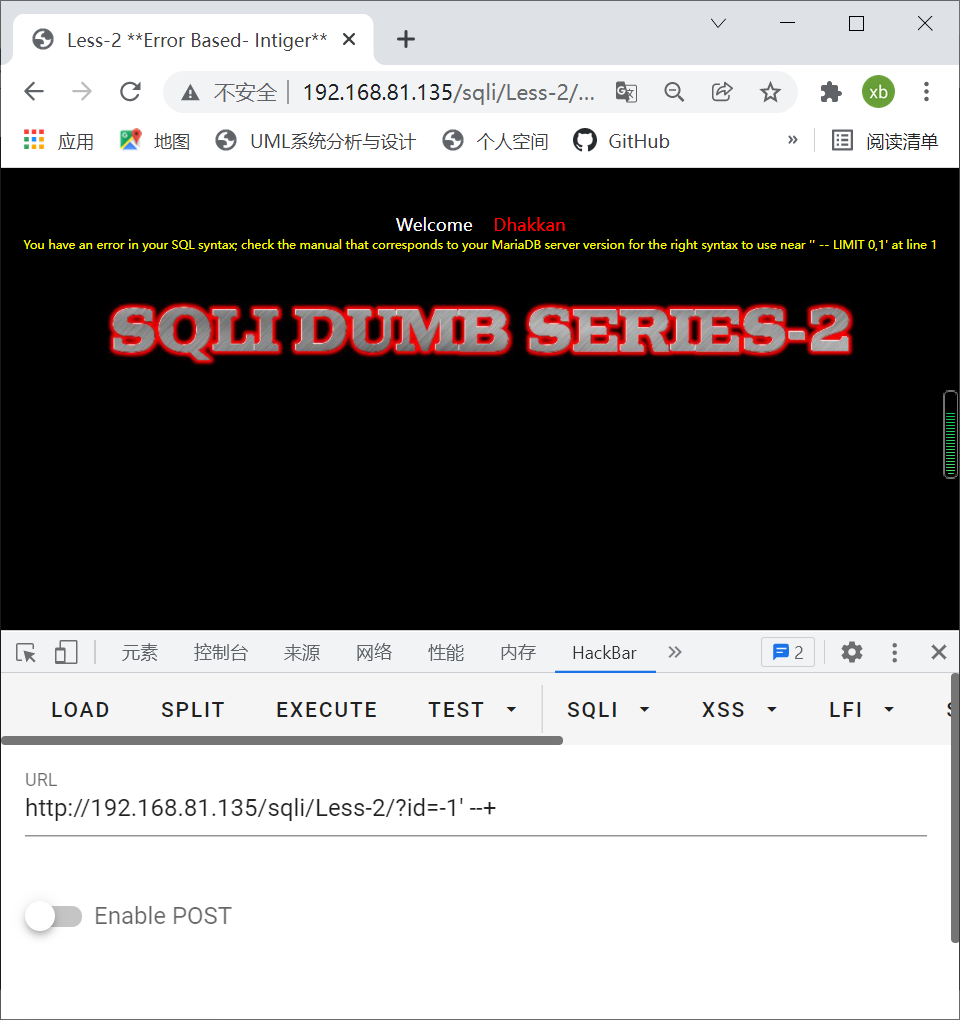 Less-2 **Error Based- Intiger**
不安全 192.168.81.135/sqli/Less-2/...
xb
应用 地图 UML系统分析与设计 个人空间 GitHub » 阅读清单
Welcome Dhakkan
You have an error in your SQL syntax; check the manual that corresponds to your MariaDB server version for the right syntax to use near '' -- LIMIT 0,1' at line 1
SQLI DUMB SERIES-2
元素 控制台 来源 网络 性能 内存 HackBar » 2
LOAD SPLIT EXECUTE TEST SQLI XSS LFI
URL
http://192.168.81.135/sqli/Less-2/?id=-1' --+
Enable POST